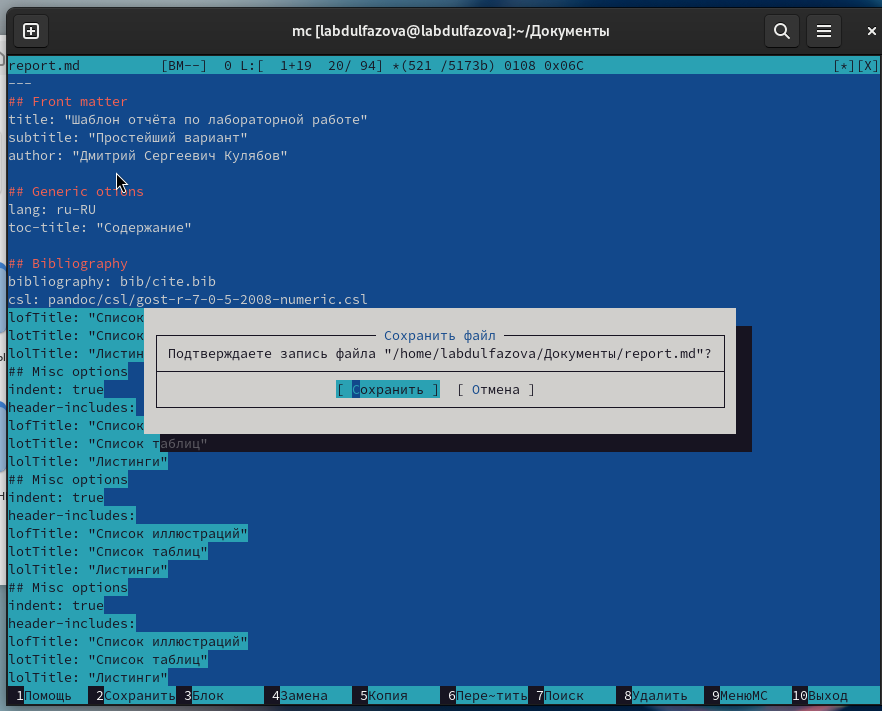 mc [labdulfazova@labdulfazova]:~/Документы
report.md [BM--] 0 L:[ 1+19 20/ 94] *(521 /5173b) 0108 0x06C [*][X]
---
## Front matter
title: "Шаблон отчёта по лабораторной работе"
subtitle: "Простейший вариант"
author: "Дмитрий Сергеевич Кулябов"
## Generic otions
lang: ru-RU
toc-title: "Содержание"
## Bibliography
bibliography: bib/cite.bib
csl: pandoc/csl/gost-r-7-0-5-2008-numeric.csl
lofTitle: "Список
lotTitle: "Список
lolTitle: "Листин
## Misc options
indent: true
header-includes:
lofTitle: "Список
Сохранить файл
Подтверждаете запись файла "/home/labdulfazova/Документы/report.md"?
[ Сохранить ] [ Отмена ]
lotTitle: "Список таблиц"
lolTitle: "Листинги"
## Misc options
indent: true
header-includes:
lofTitle: "Список иллюстраций"
lotTitle: "Список таблиц"
lolTitle: "Листинги"
## Misc options
indent: true
header-includes:
lofTitle: "Список иллюстраций"
lotTitle: "Список таблиц"
lolTitle: "Листинги"
1Помощь 2Сохранить 3Блок 4Замена 5Копия 6Пере~тить 7Поиск 8Удалить 9МенюМС 10Выход